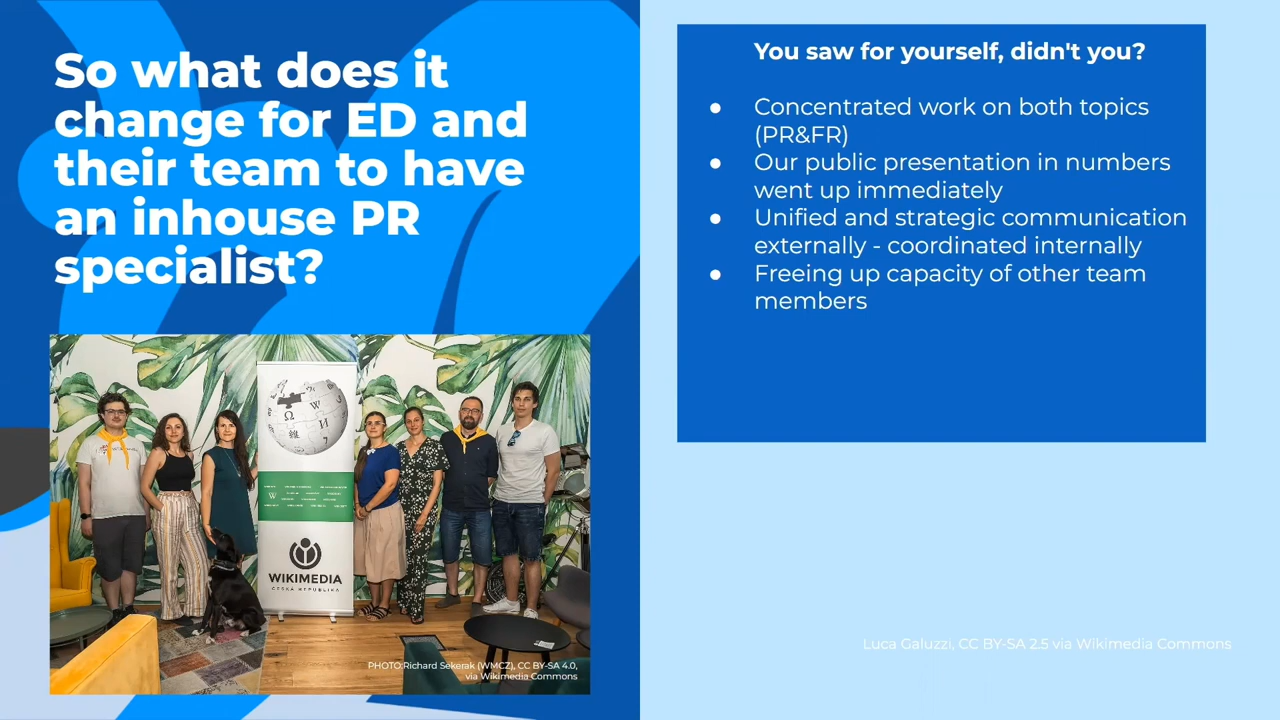 So what does it
change for ED and
their team to have
an inhouse PR
specialist?
You saw for yourself, didn't you?
● Concentrated work on both topics
(PR&FR)
● Our public presentation in numbers
went up immediately
● Unified and strategic communication
externally - coordinated internally
● Freeing up capacity of other team
members
Ω W И
WIKIMEDIA
ČESKÁ REPUBLIKA
PHOTO:Richard Sekerak (WMCZ), CC BY-SA 4.0,
via Wikimedia Commons
Luca Galuzzi, CC BY-SA 2.5 via Wikimedia Commons